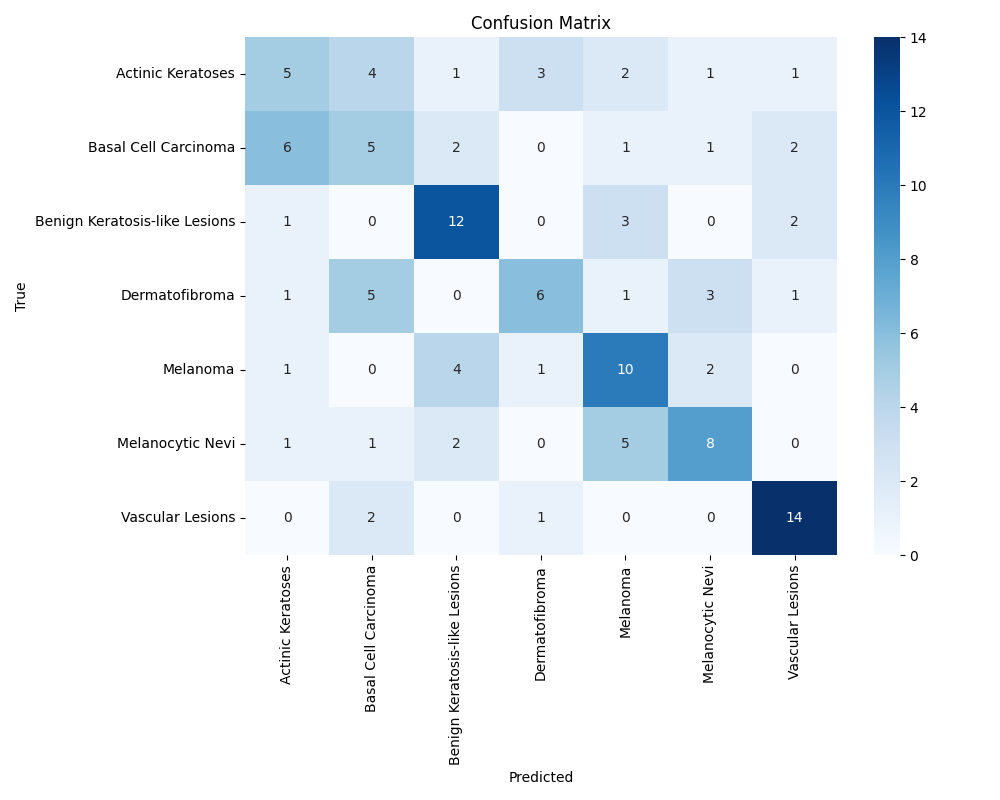 Confusion Matrix
Actinic Keratoses 5 4 1 3 2 1 1
Basal Cell Carcinoma 6 5 2 0 1 1 2
Benign Keratosis-like Lesions 1 0 12 0 3 0 2
Dermatofibroma 1 5 0 6 1 3 1
Melanoma 1 0 4 1 10 2 0
Melanocytic Nevi 1 1 2 0 5 8 0
Vascular Lesions 0 2 0 1 0 0 14
True
Actinic Keratoses
Basal Cell Carcinoma
Benign Keratosis-like Lesions
Dermatofibroma
Melanoma
Melanocytic Nevi
Vascular Lesions
Predicted
14
12
10
8
6
4
2
0